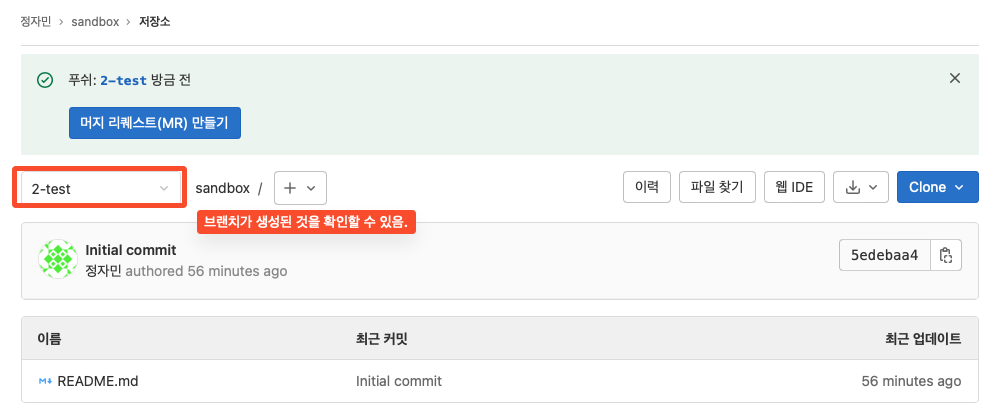 정자민 > sandbox > 저장소
푸쉬: 2-test 방금 전
머지 리퀘스트(MR) 만들기
2-test sandbox / + 이력 파일 찾기 웹 IDE Clone
브랜치가 생성된 것을 확인할 수 있음.
Initial commit
정자민 authored 56 minutes ago
5edebaa4
이름 최근 커밋 최근 업데이트
README.md Initial commit 56 minutes ago